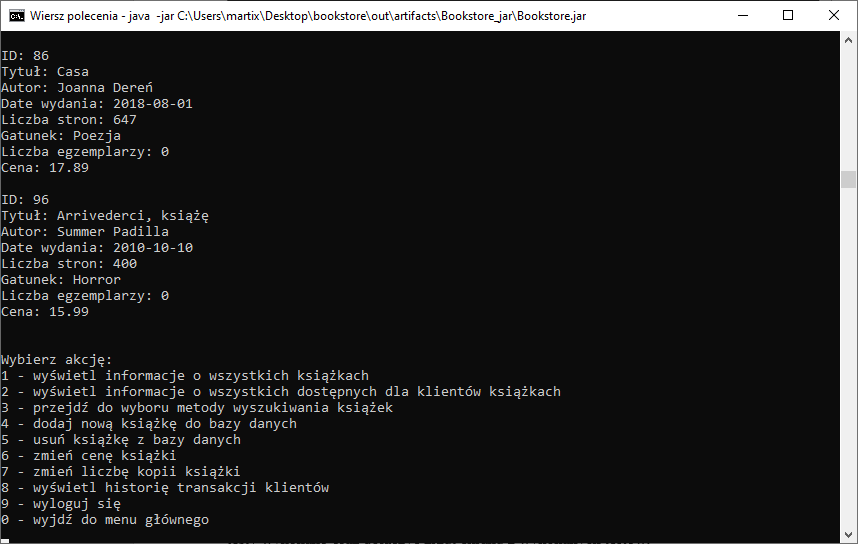 Wiersz polecenia - java  -jar C:\Users\martix\Desktop\bookstore\out\artifacts\Bookstore_jar\Bookstore.jar
ID: 86
Tytuł: Casa
Autor: Joanna Dereń
Date wydania: 2018-08-01
Liczba stron: 647
Gatunek: Poezja
Liczba egzemplarzy: 0
Cena: 17.89
ID: 96
Tytuł: Arrivederci, książę
Autor: Summer Padilla
Date wydania: 2010-10-10
Liczba stron: 400
Gatunek: Horror
Liczba egzemplarzy: 0
Cena: 15.99
Wybierz akcję:
1 - wyświetl informacje o wszystkich książkach
2 - wyświetl informacje o wszystkich dostępnych dla klientów książkach
3 - przejdź do wyboru metody wyszukiwania książek
4 - dodaj nową książkę do bazy danych
5 - usuń książkę z bazy danych
6 - zmień cenę książki
7 - zmień liczbę kopii książki
8 - wyświetl historię transakcji klientów
9 - wyloguj się
0 - wyjdź do menu głównego